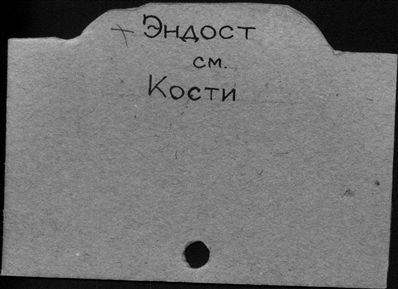 + Эндост
см.
Кости